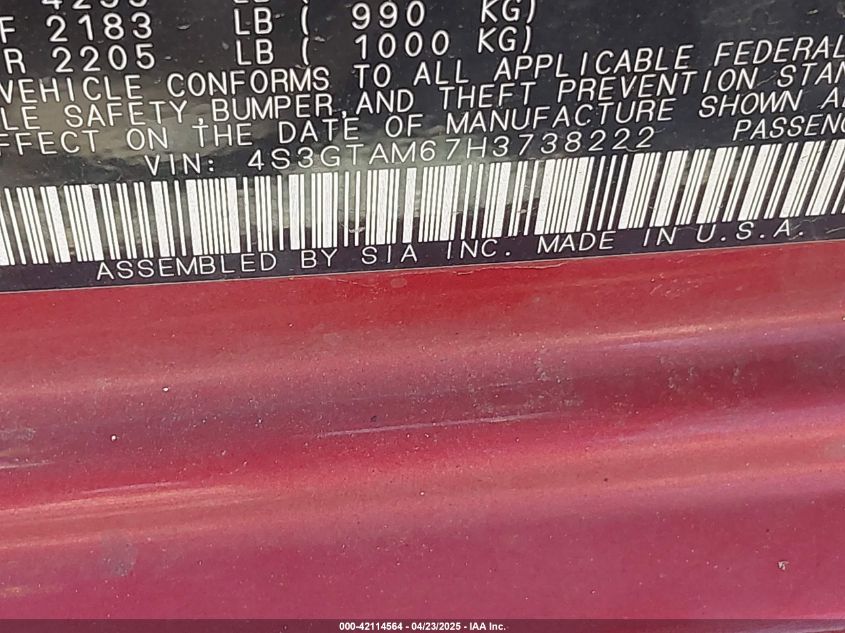 F 2183 LB ( 990 KG)
R 2205 LB ( 1000 KG)
VEHICLE CONFORMS TO ALL APPLICABLE FEDERAL
LE SAFETY,BUMPER,AND THEFT PREVENTION STAN
FFECT ON THE DATE OF MANUFACTURE SHOWN A
VIN: 4S3GTAM67H3738222 PASSENG
ASSEMBLED BY SIA INC. MADE IN U.S.A.
000-42114564 - 04/23/2025 - IAA Inc.